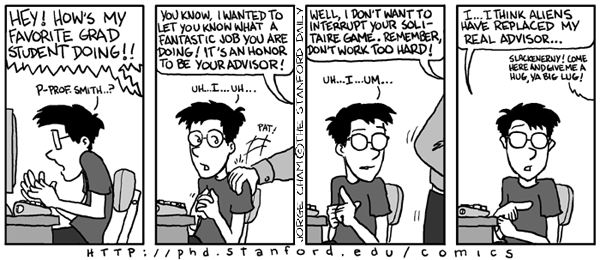 HEY! HOW'S MY
FAVORITE GRAD
STUDENT DOING!!
P-PROF. SMITH..?
YOU KNOW, I WANTED TO
LET YOU KNOW WHAT A
FANTASTIC JOB YOU ARE
DOING! IT'S AN HONOR
TO BE YOUR ADVISOR!
UH...I...UH...
PAT!
JORGE CHAM © THE STANFORD DAILY
WELL, I DON'T WANT TO
INTERRUPT YOUR SOLI-
TAIRE GAME. REMEMBER,
DON'T WORK TOO HARD!
UH...I...UM...
I...I THINK ALIENS
HAVE REPLACED MY
REAL ADVISOR...
SLACKENERNY! COME
HERE AND GIVE ME A
HUG, YA BIG LUG!
HTTP://phd.stanford.edu/comics